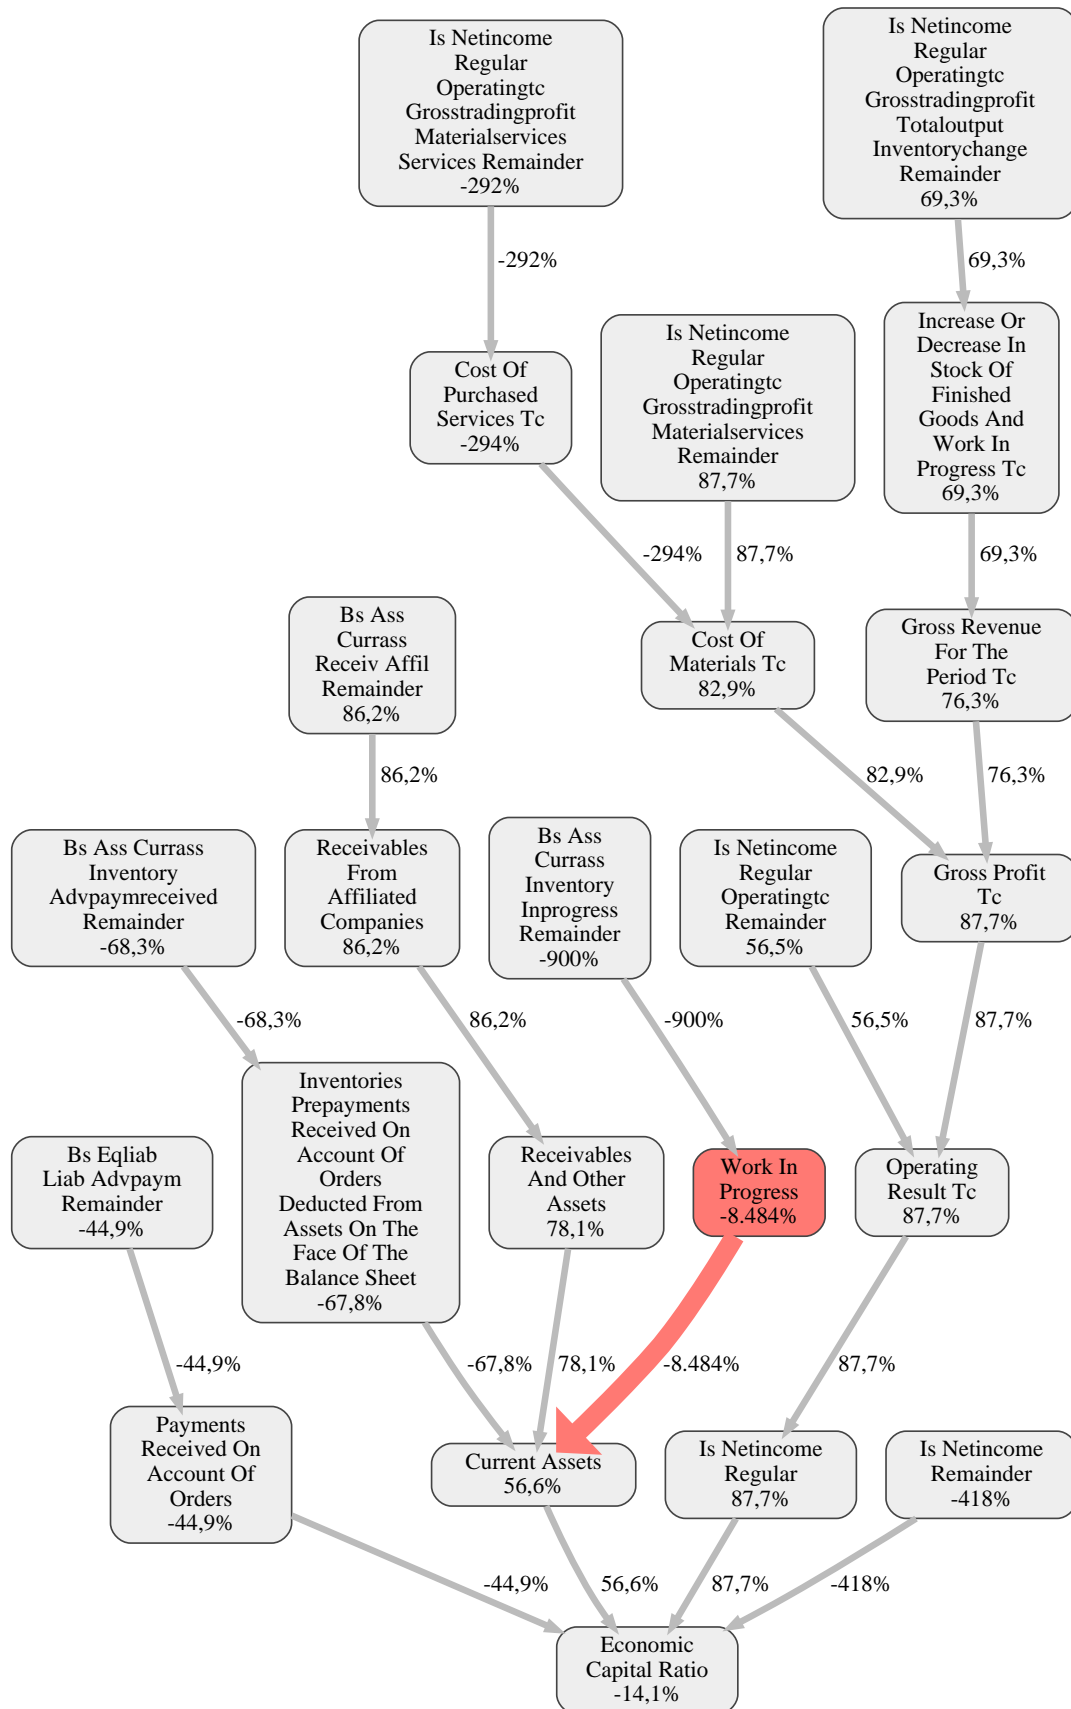 Is Netincome
Regular
Operatingtc
Grosstradingprofit
Materialservices
Services Remainder
-292%
Is Netincome
Regular
Operatingtc
Grosstradingprofit
Totaloutput
Inventorychange
Remainder
69,3%
-292%
69,3%
Cost Of
Purchased
Services Tc
-294%
Is Netincome
Regular
Operatingtc
Grosstradingprofit
Materialservices
Remainder
87,7%
Increase Or
Decrease In
Stock Of
Finished
Goods And
Work In
Progress Tc
69,3%
-294%
87,7%
69,3%
Bs Ass
Currass
Receiv Affil
Remainder
86,2%
Cost Of
Materials Tc
82,9%
Gross Revenue
For The
Period Tc
76,3%
86,2%
82,9%
76,3%
Bs Ass Currass
Inventory
Advpaymreceived
Remainder
-68,3%
Receivables
From
Affiliated
Companies
86,2%
Bs Ass
Currass
Inventory
Inprogress
Remainder
-900%
Is Netincome
Regular
Operatingtc
Remainder
56,5%
Gross Profit
Tc
87,7%
-68,3%
86,2%
-900%
56,5%
87,7%
Bs Eqliab
Liab Advpaym
Remainder
-44,9%
Inventories
Prepayments
Received On
Account Of
Orders
Deducted From
Assets On The
Face Of The
Balance Sheet
-67,8%
Receivables
And Other
Assets
78,1%
Work In
Progress
-8.484%
Operating
Result Tc
87,7%
-44,9%
-67,8%
78,1%
-8.484%
87,7%
Payments
Received On
Account Of
Orders
-44,9%
Current Assets
56,6%
Is Netincome
Regular
87,7%
Is Netincome
Remainder
-418%
-44,9%
56,6%
87,7%
-418%
Economic
Capital Ratio
-14,1%